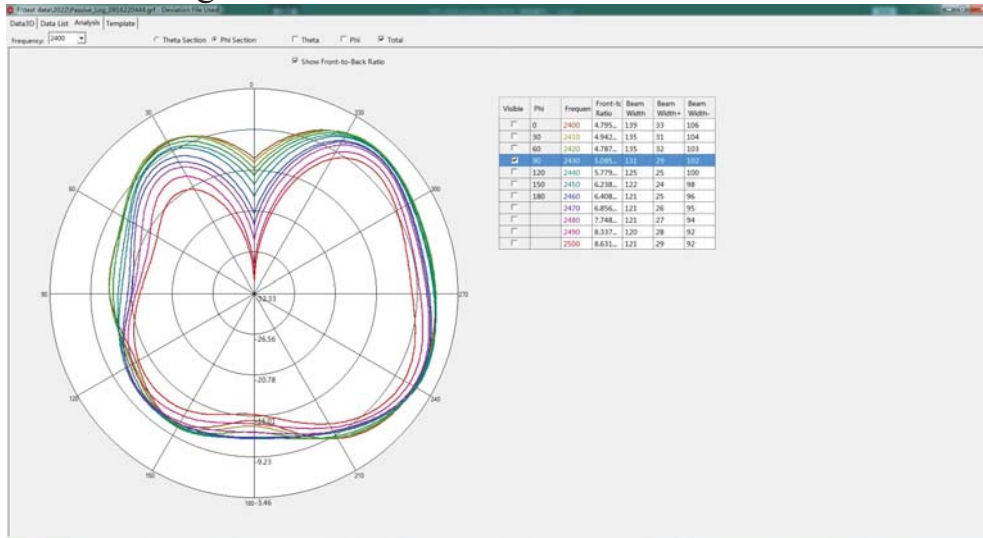 F:\test data\2022\Passive_Log_0816220444.grf - Deviation File Used
Data3D Data List Analysis Template
Frequency: 2400 Theta Section Phi Section Theta Phi Total
Show Front-to-Back Ratio
0
30
60
90
120
150
180
210
240
270
300
-32.33
-26.56
-20.78
-15.01
-9.23
-3.46
Visible Phi Frequen Front-tc Ratio Beam Width Beam Width+ Beam Width-
0 2400 4.795... 139 33 106
30 2410 4.942... 135 31 104
60 2420 4.787... 135 32 103
90 2430 5.085... 131 29 102
120 2440 5.779... 125 25 100
150 2450 6.238... 122 24 98
180 2460 6.408... 121 25 96
2470 6.856... 121 26 95
2480 7.748... 121 27 94
2490 8.337... 120 28 92
2500 8.631... 121 29 92